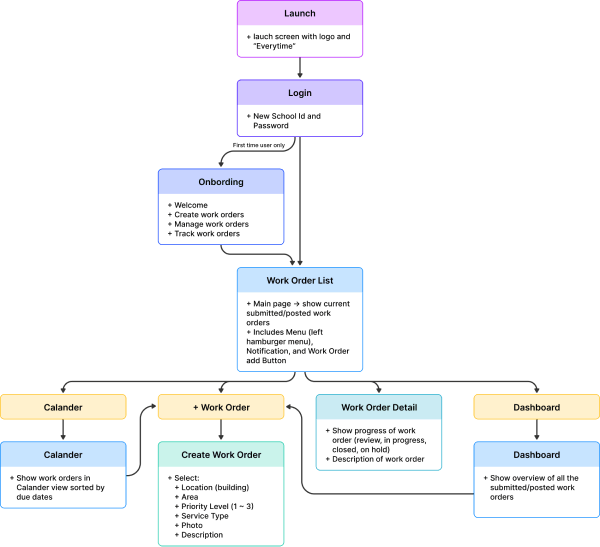 Launch
+ lauch screen with logo and
"Everytime"
Login
+ New School Id and
Password
First time user only
Onbording
+ Welcome
+ Create work orders
+ Manage work orders
+ Track work orders
Work Order List
+ Main page → show current
submitted/posted work
orders
+ Includes Menu (left
hamburger menu),
Notification, and Work Order
add Button
Calander
+ Work Order
Work Order Detail
+ Show progress of work
order (review, in progress,
closed, on hold)
+ Description of work order
Dashboard
Calander
+ Show work orders in
Calander view sorted by
due dates
Create Work Order
+ Select:
+ Location (building)
+ Area
+ Priority Level (1 ~ 3)
+ Service Type
+ Photo
+ Description
Dashboard
+ Show overview of all the
submitted/posted work
orders